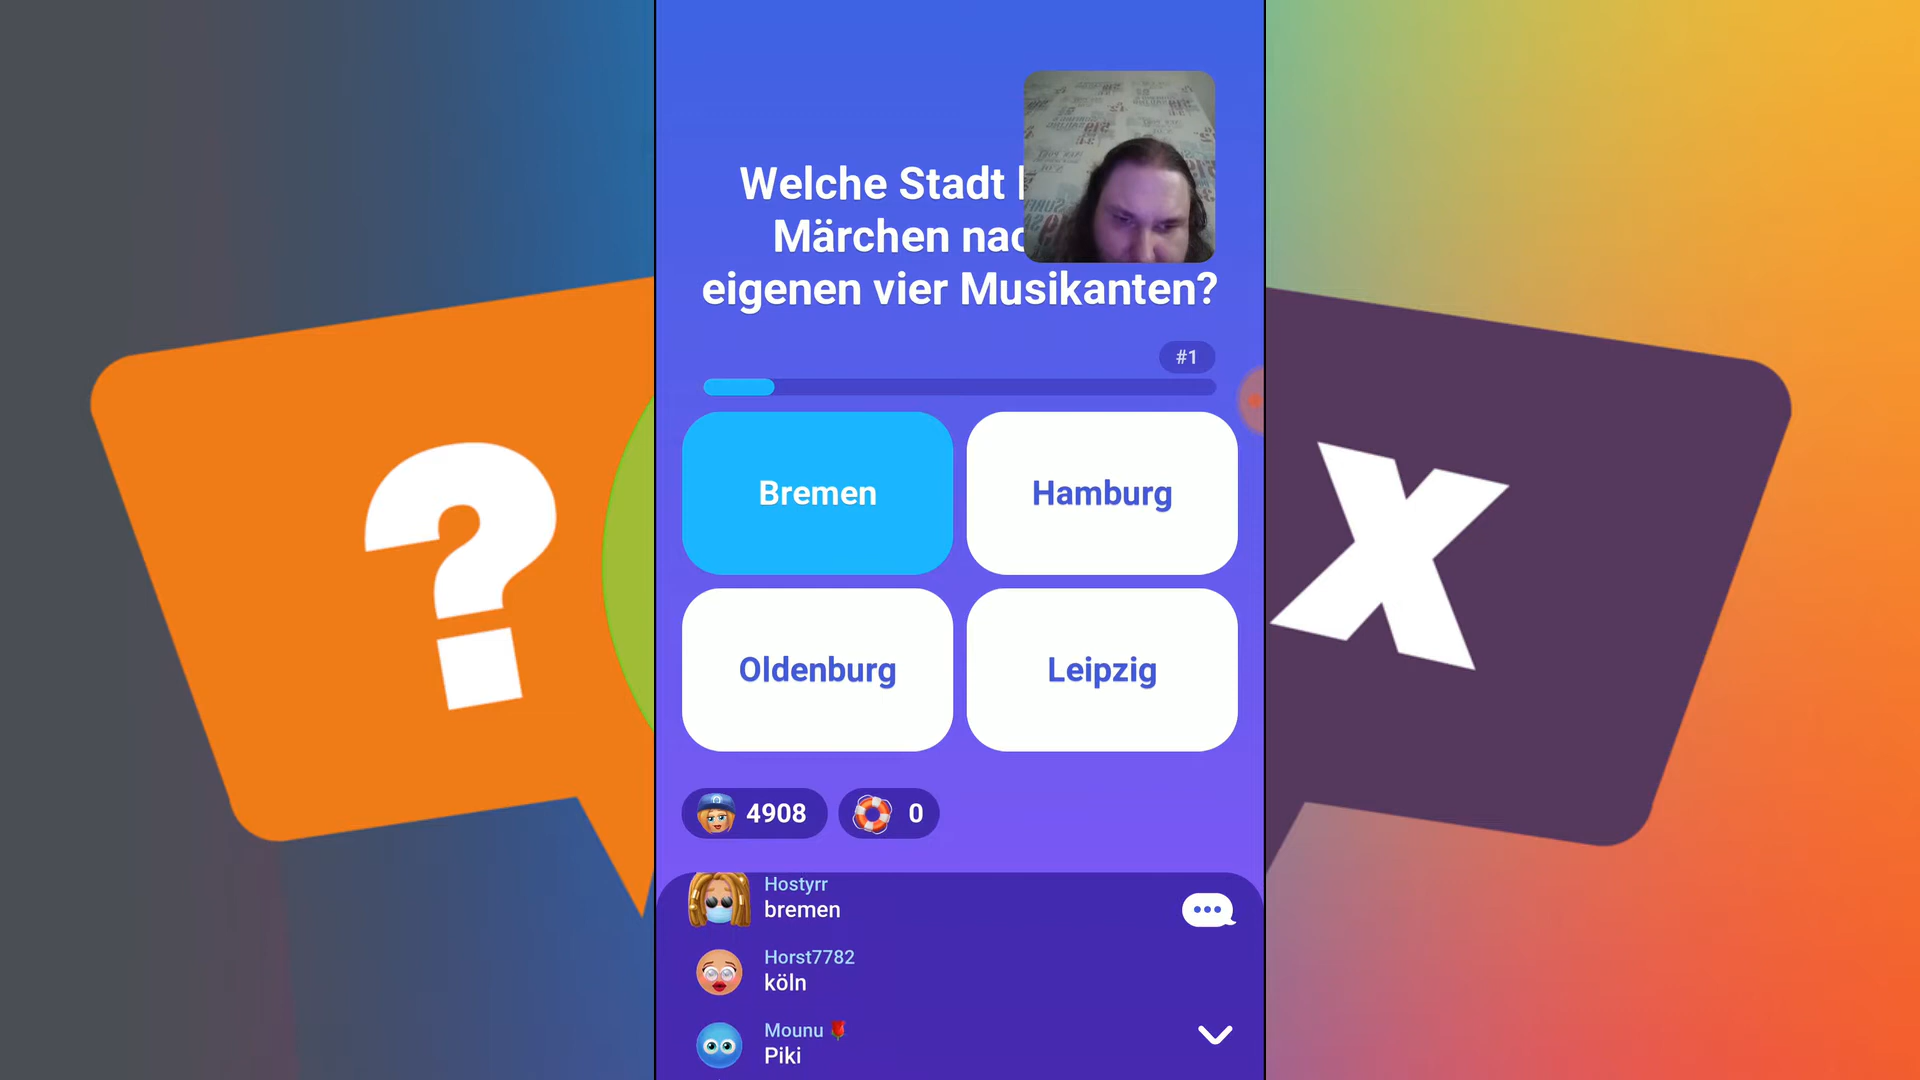 ?
X
Welche Stadt
Märchen
eigenen vier Musikanten?
#1
Bremen
Hamburg
Oldenburg
Leipzig
4908
0
Hostyrr
bremen
Horst7782
köln
Mounu
Piki